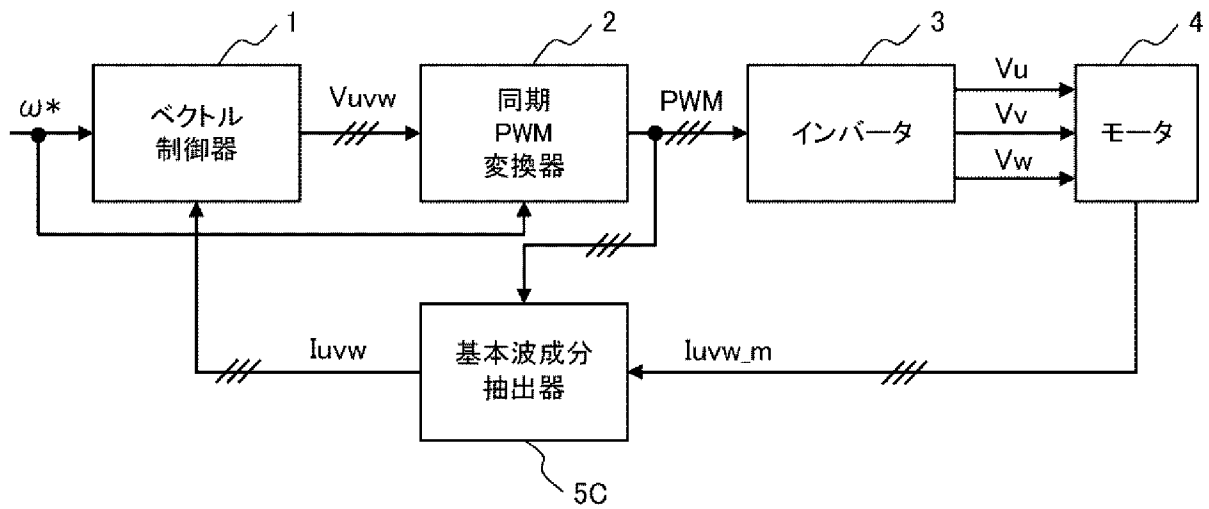 1
2
3
4
ω*
ベクトル
制御器
Vuvw
同期
PWM
変換器
PWM
インバータ
Vu
Vv
Vw
モータ
Iuvw
基本波成分
抽出器
Iuvw_m
5C